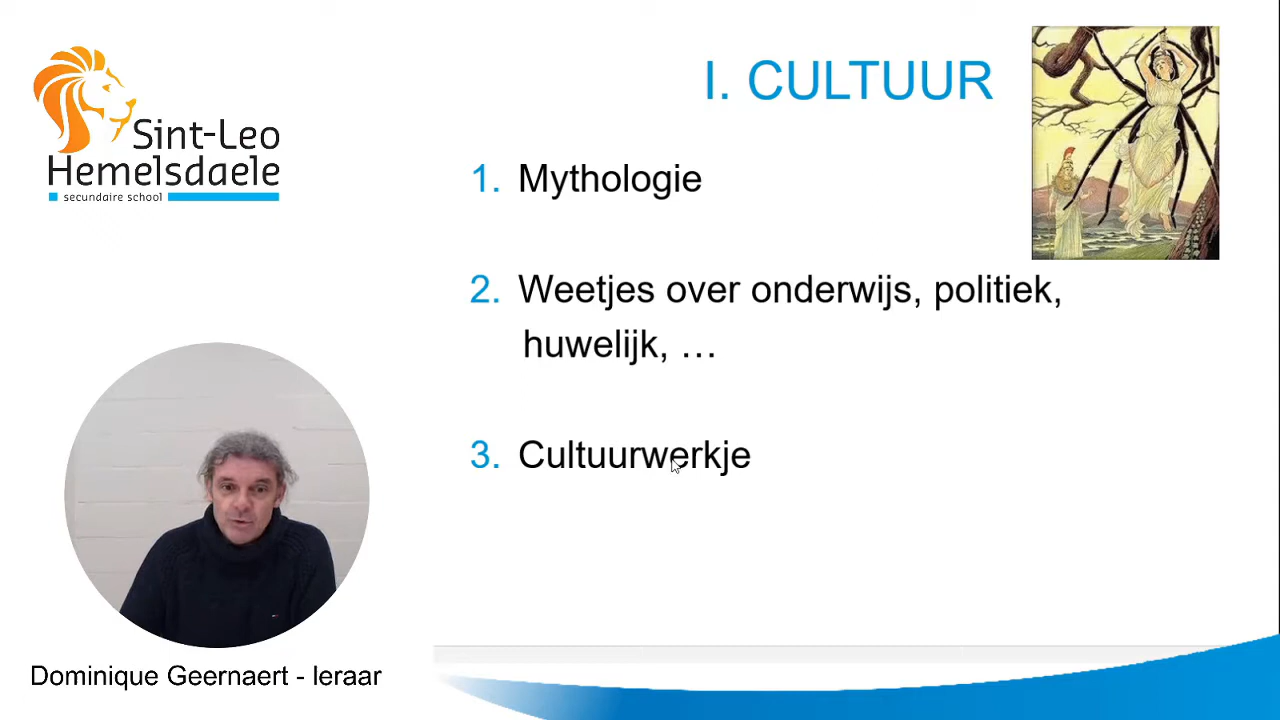 Sint-Leo
Hemelsdaele
secundaire school
I. CULTUUR
1. Mythologie
2. Weetjes over onderwijs, politiek,
huwelijk, …
3. Cultuurwerkje
Dominique Geernaert - leraar